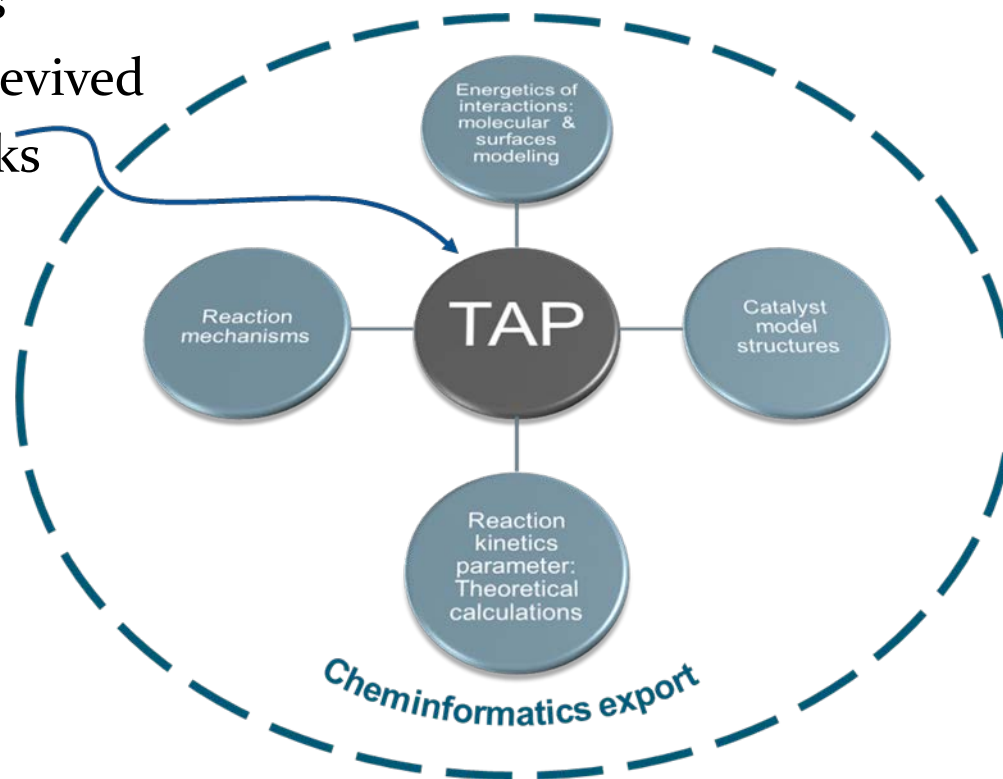 evived
ks
Energetics of
interactions:
molecular &
surfaces
modeling
Reaction
mechanisms
TAP
Catalyst
model
structures
Reaction
kinetics
parameter:
Theoretical
calculations
Cheminformatics export